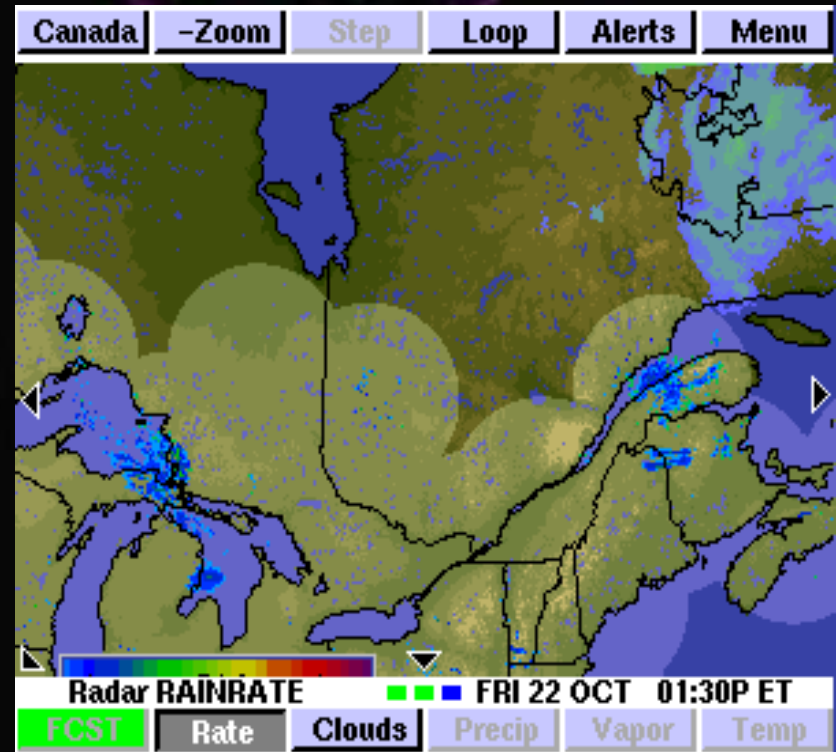 Canada -Zoom Step Loop Alerts Menu
Radar RAINRATE FRI 22 OCT 01:30P ET
FCST Rate Clouds Precip Vapor Temp